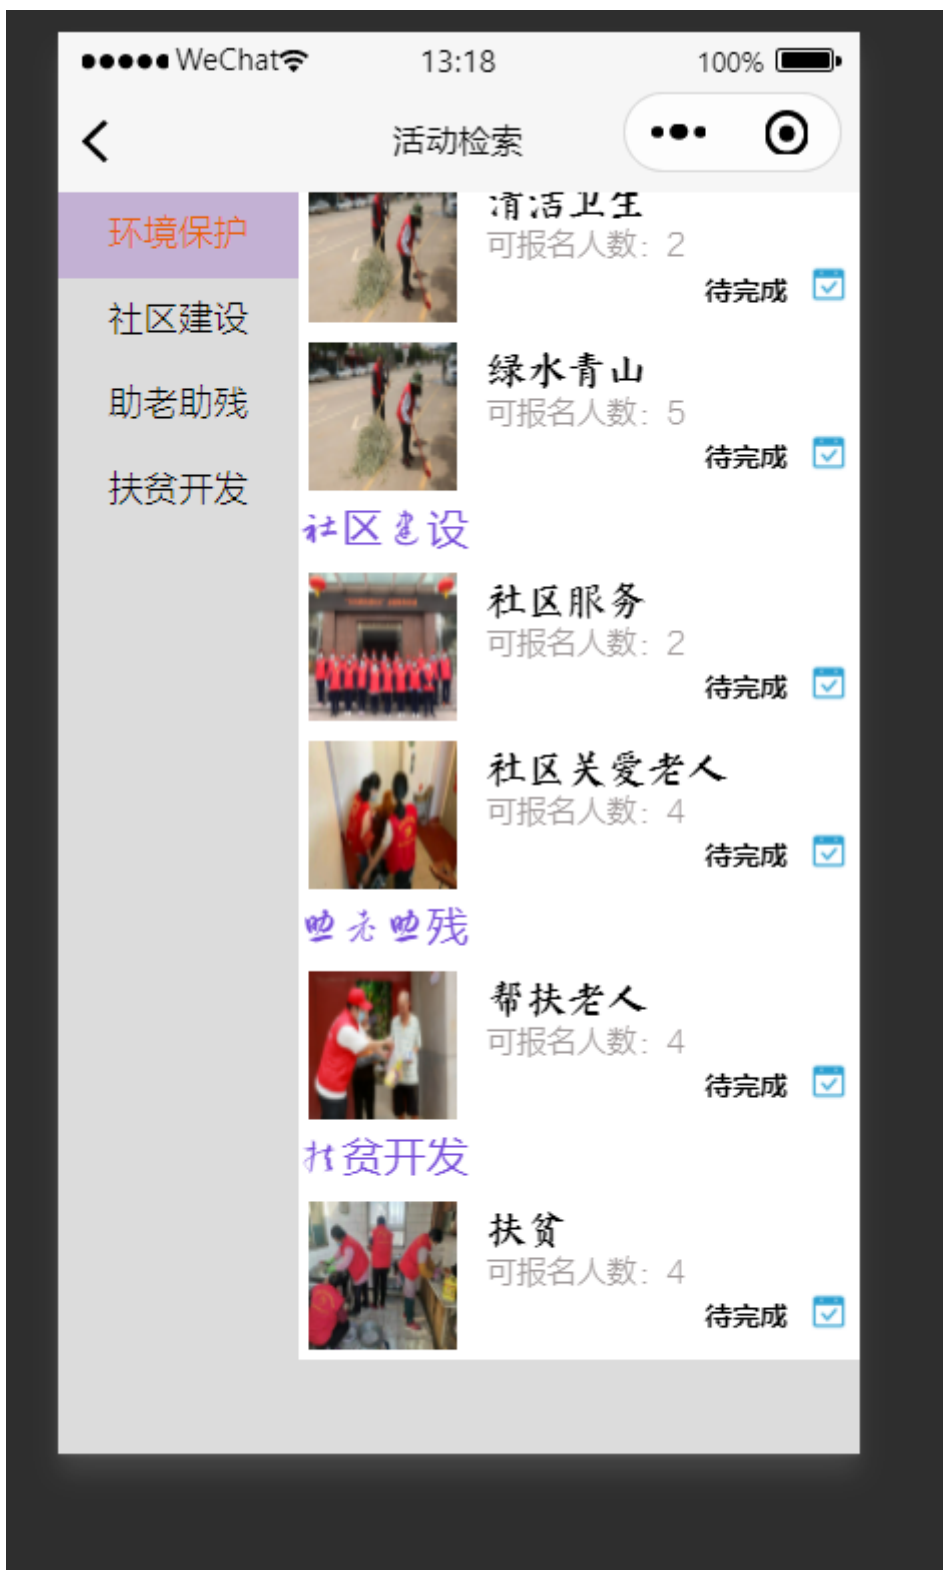 WeChat 13:18 100%
活动检索
环境保护
社区建设
助老助残
扶贫开发
清洁卫生
可报名人数：2
待完成
绿水青山
可报名人数：5
待完成
社区建设
社区服务
可报名人数：2
待完成
社区关爱老人
可报名人数：4
待完成
助老助残
帮扶老人
可报名人数：4
待完成
扶贫开发
扶贫
可报名人数：4
待完成